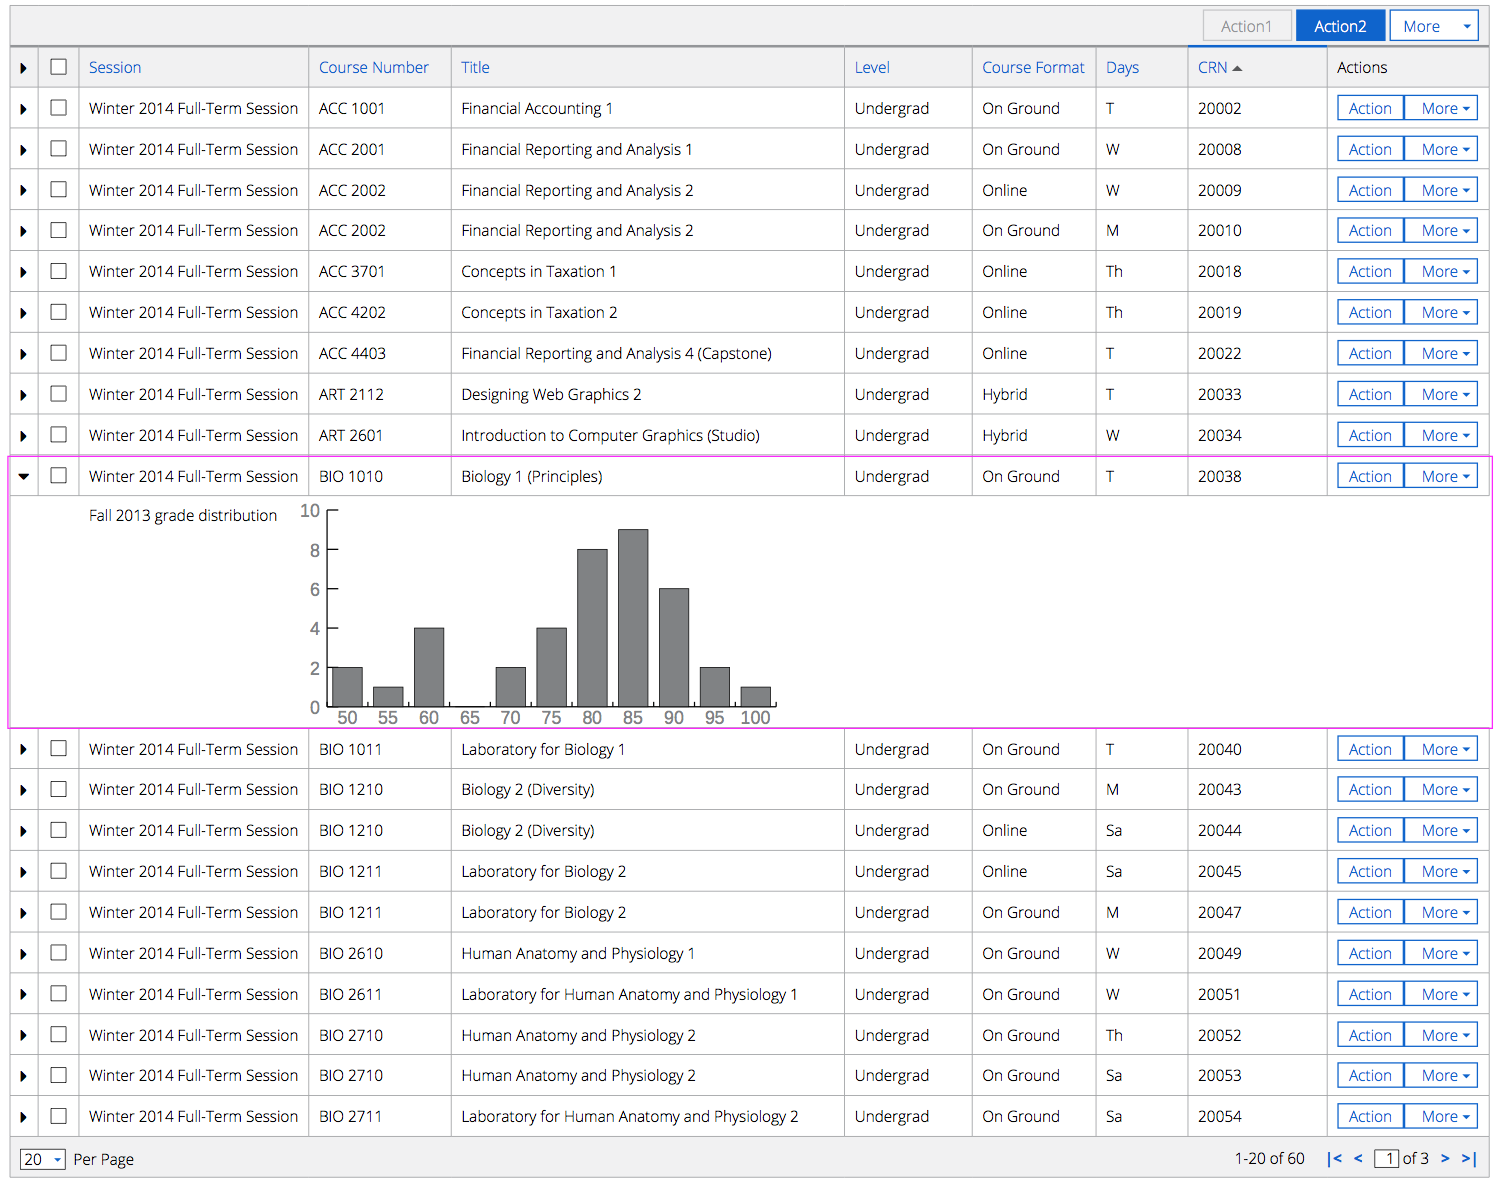 Action1 Action2 More
Session Course Number Title Level Course Format Days CRN Actions
Winter 2014 Full-Term Session ACC 1001 Financial Accounting 1 Undergrad On Ground T 20002 Action More
Winter 2014 Full-Term Session ACC 2001 Financial Reporting and Analysis 1 Undergrad On Ground W 20008 Action More
Winter 2014 Full-Term Session ACC 2002 Financial Reporting and Analysis 2 Undergrad Online W 20009 Action More
Winter 2014 Full-Term Session ACC 2002 Financial Reporting and Analysis 2 Undergrad On Ground M 20010 Action More
Winter 2014 Full-Term Session ACC 3701 Concepts in Taxation 1 Undergrad Online Th 20018 Action More
Winter 2014 Full-Term Session ACC 4202 Concepts in Taxation 2 Undergrad Online Th 20019 Action More
Winter 2014 Full-Term Session ACC 4403 Financial Reporting and Analysis 4 (Capstone) Undergrad Online T 20022 Action More
Winter 2014 Full-Term Session ART 2112 Designing Web Graphics 2 Undergrad Hybrid T 20033 Action More
Winter 2014 Full-Term Session ART 2601 Introduction to Computer Graphics (Studio) Undergrad Hybrid W 20034 Action More
Winter 2014 Full-Term Session BIO 1010 Biology 1 (Principles) Undergrad On Ground T 20038 Action More
Fall 2013 grade distribution 10
8
6
4
2
0
50 55 60 65 70 75 80 85 90 95 100
Winter 2014 Full-Term Session BIO 1011 Laboratory for Biology 1 Undergrad On Ground T 20040 Action More
Winter 2014 Full-Term Session BIO 1210 Biology 2 (Diversity) Undergrad On Ground M 20043 Action More
Winter 2014 Full-Term Session BIO 1210 Biology 2 (Diversity) Undergrad Online Sa 20044 Action More
Winter 2014 Full-Term Session BIO 1211 Laboratory for Biology 2 Undergrad Online Sa 20045 Action More
Winter 2014 Full-Term Session BIO 1211 Laboratory for Biology 2 Undergrad On Ground M 20047 Action More
Winter 2014 Full-Term Session BIO 2610 Human Anatomy and Physiology 1 Undergrad On Ground W 20049 Action More
Winter 2014 Full-Term Session BIO 2611 Laboratory for Human Anatomy and Physiology 1 Undergrad On Ground W 20051 Action More
Winter 2014 Full-Term Session BIO 2710 Human Anatomy and Physiology 2 Undergrad On Ground Th 20052 Action More
Winter 2014 Full-Term Session BIO 2710 Human Anatomy and Physiology 2 Undergrad On Ground Sa 20053 Action More
Winter 2014 Full-Term Session BIO 2711 Laboratory for Human Anatomy and Physiology 2 Undergrad On Ground Sa 20054 Action More
20 Per Page 1-20 of 60 |< < 1 of 3 > >|